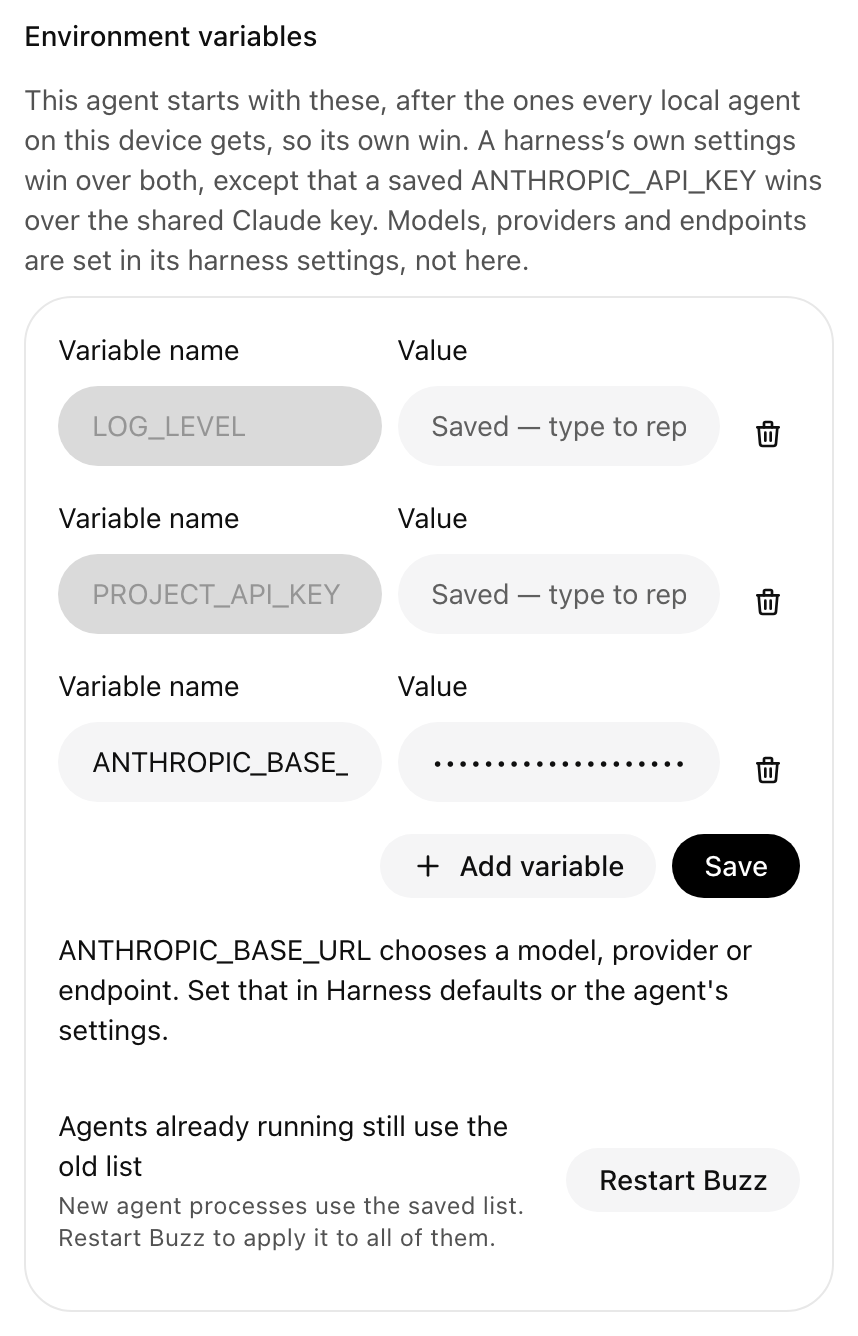 Environment variables
This agent starts with these, after the ones every local agent
on this device gets, so its own win. A harness’s own settings
win over both, except that a saved ANTHROPIC_API_KEY wins
over the shared Claude key. Models, providers and endpoints
are set in its harness settings, not here.
Variable name Value
LOG_LEVEL Saved — type to rep
Variable name Value
PROJECT_API_KEY Saved — type to rep
Variable name Value
ANTHROPIC_BASE_ ••••••••••••••••••••
+ Add variable Save
ANTHROPIC_BASE_URL chooses a model, provider or
endpoint. Set that in Harness defaults or the agent's
settings.
Agents already running still use the
old list
Restart Buzz
New agent processes use the saved list.
Restart Buzz to apply it to all of them.